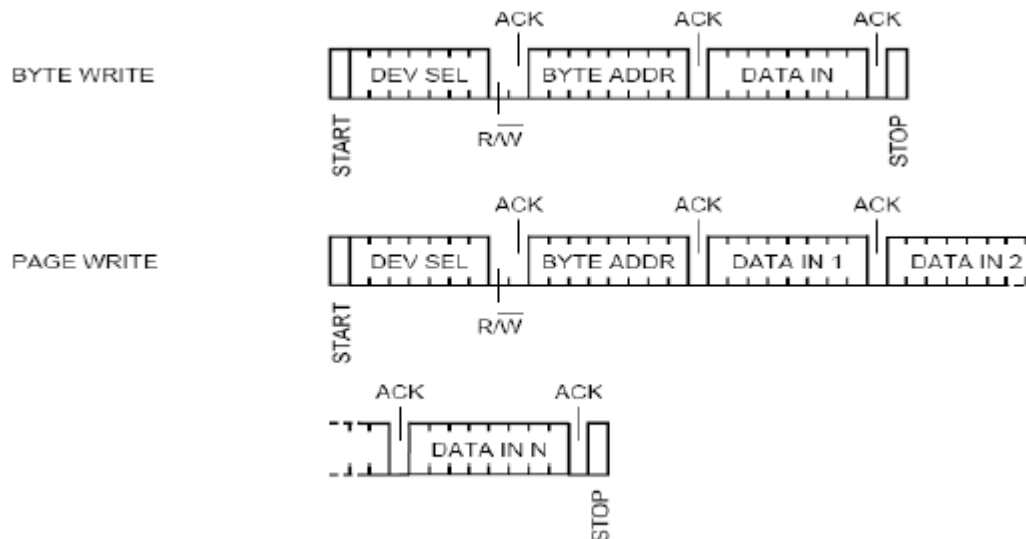 ACK ACK ACK
BYTE WRITE DEV SEL BYTE ADDR DATA IN
R/W̅
START
STOP
ACK ACK ACK
PAGE WRITE DEV SEL BYTE ADDR DATA IN 1 DATA IN 2
R/W̅
START
ACK ACK
DATA IN N
STOP